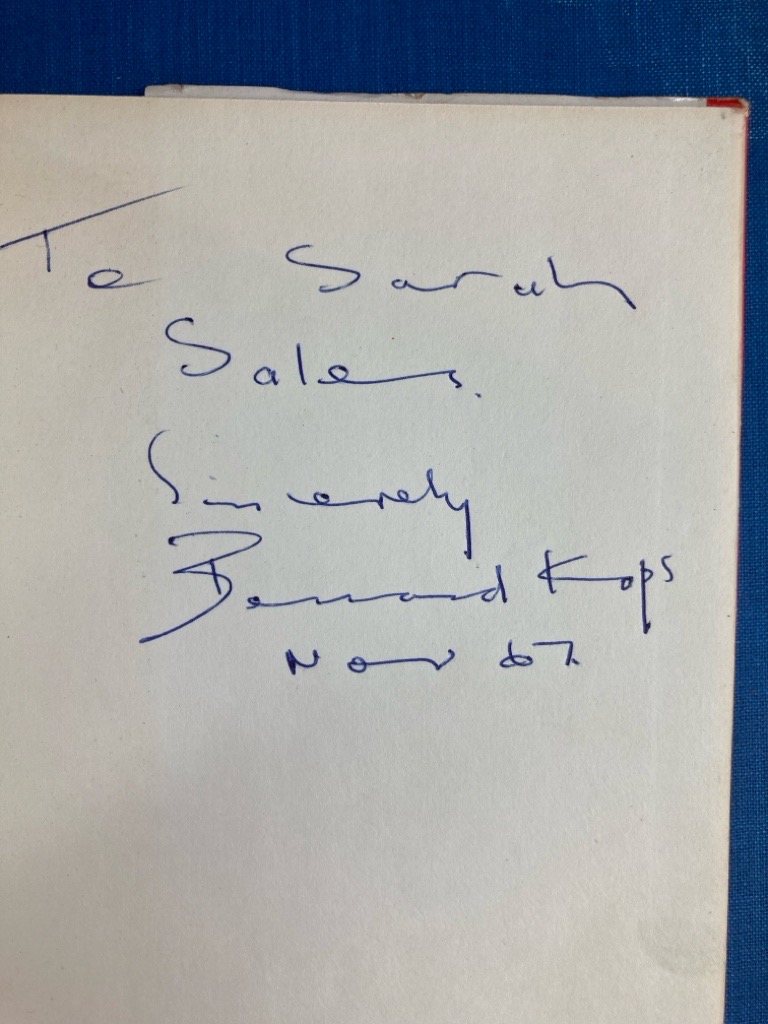 To Sarah
Sales.
Sincerely
Bernard Kops
Nov 67.